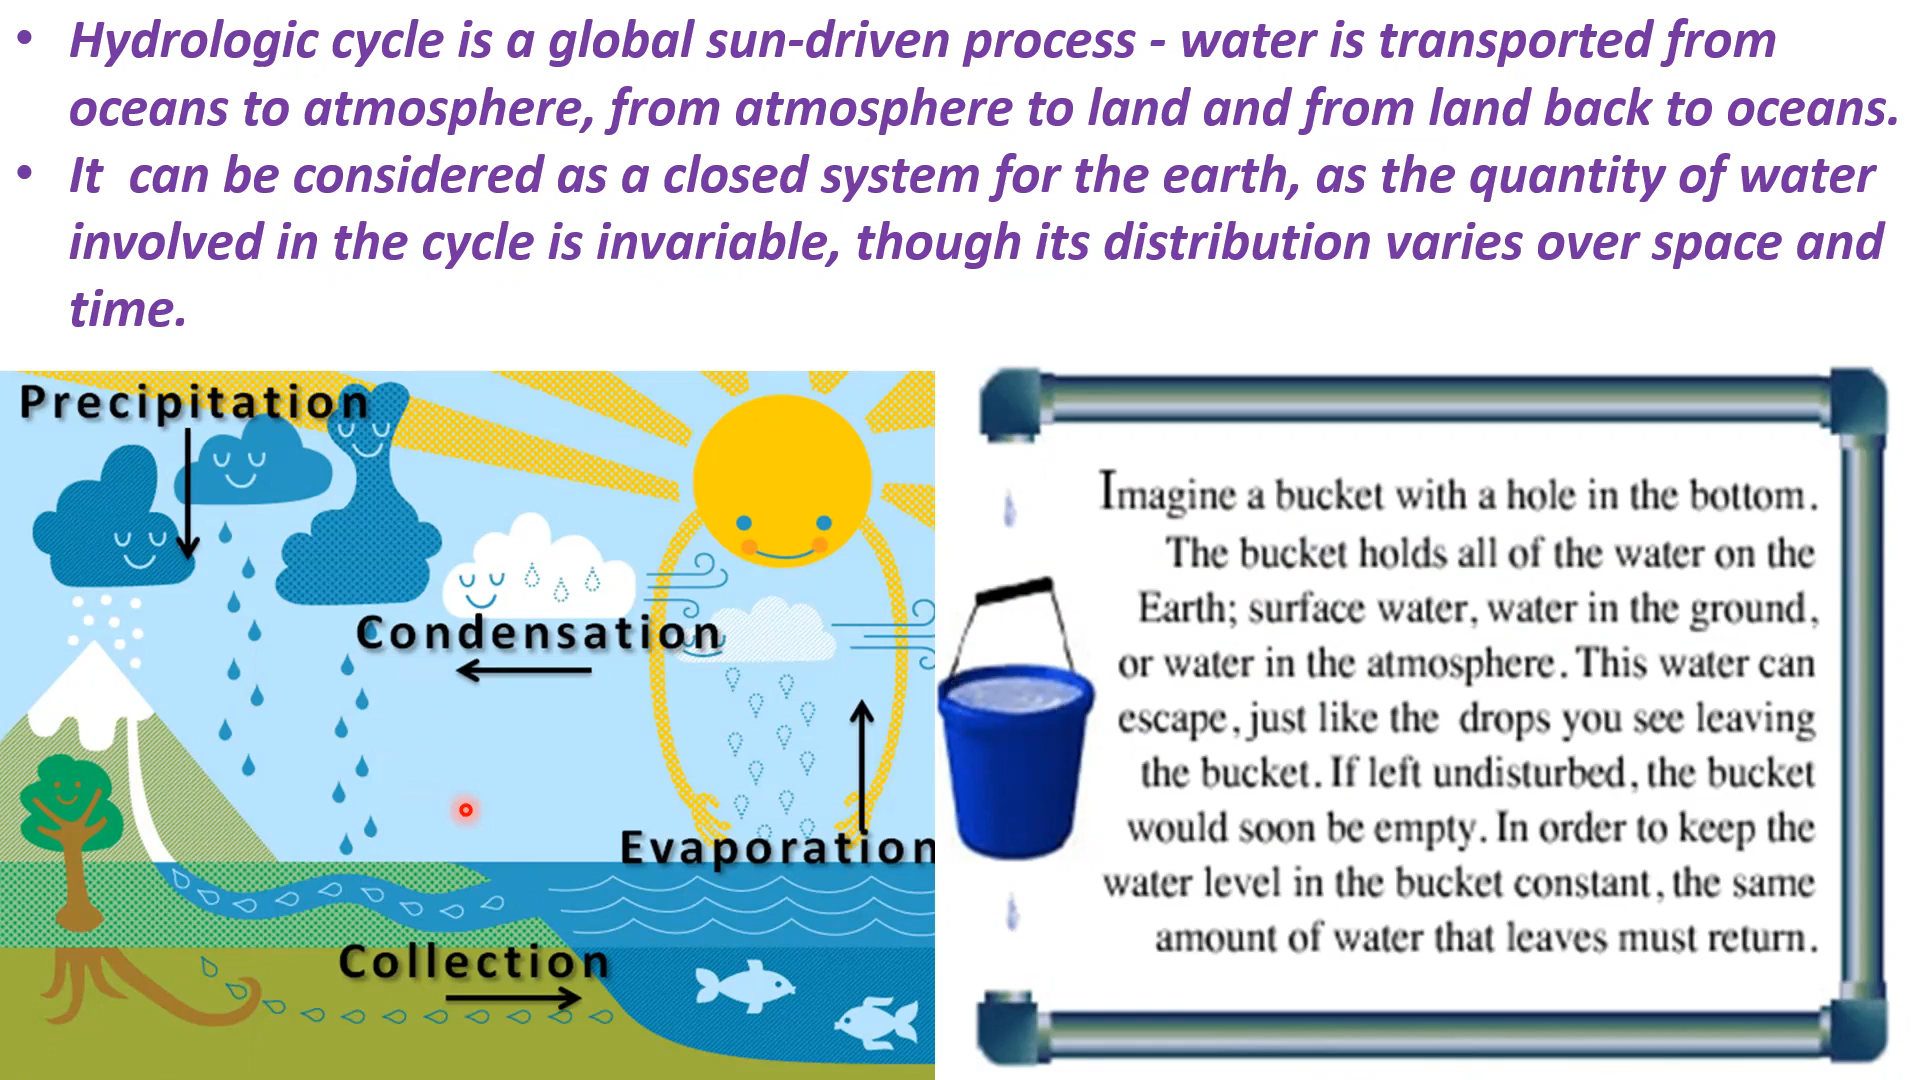 • Hydrologic cycle is a global sun-driven process - water is transported from
oceans to atmosphere, from atmosphere to land and from land back to oceans.
• It  can be considered as a closed system for the earth, as the quantity of water
involved in the cycle is invariable, though its distribution varies over space and
time.
Precipitation
Condensation
Evaporation
Collection
Imagine a bucket with a hole in the bottom.
The bucket holds all of the water on the
Earth; surface water, water in the ground,
or water in the atmosphere. This water can
escape, just like the  drops you see leaving
the bucket. If left undisturbed, the bucket
would soon be empty. In order to keep the
water level in the bucket constant, the same
amount of water that leaves must return.